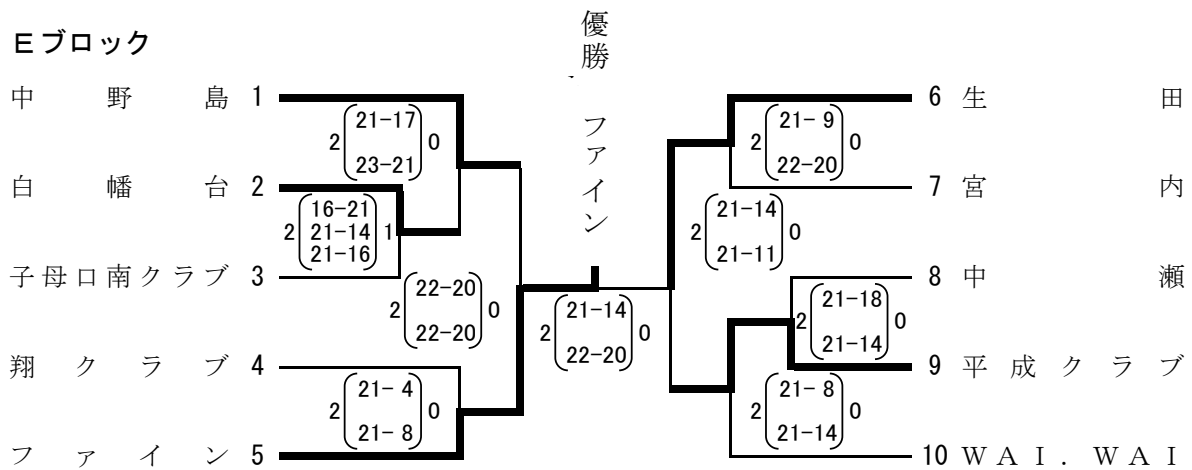 Eブロック
優勝 ファイン
中野島 1
2 21-17 0
23-21
白幡台 2
2 16-21 1
21-14
21-16
子母口南クラブ 3
2 22-20 0
22-20
翔クラブ 4
2 21- 4 0
21- 8
ファイン 5
2 21-14 0
22-20
6 生田
2 21- 9 0
22-20
7 宮内
2 21-14 0
21-11
8 中瀬
2 21-18 0
21-14
9 平成クラブ
2 21- 8 0
21-14
10 WAI.WAI